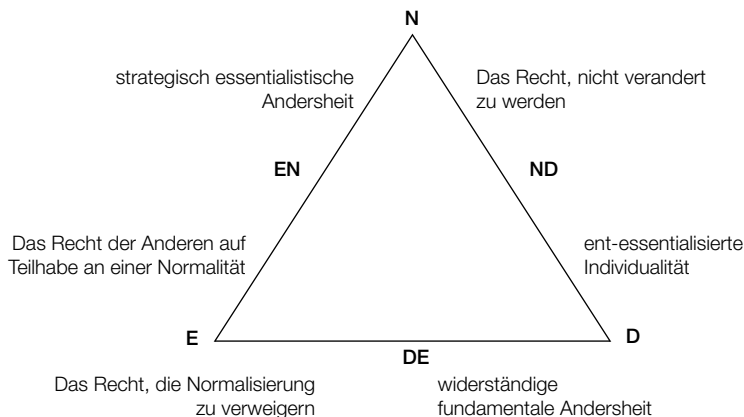 N
strategisch essentialistische
Andersheit
Das Recht, nicht verandert
zu werden
EN
ND
Das Recht der Anderen auf
Teilhabe an einer Normalität
ent-essentialisierte
Individualität
E
D
DE
Das Recht, die Normalisierung
zu verweigern
widerständige
fundamentale Andersheit